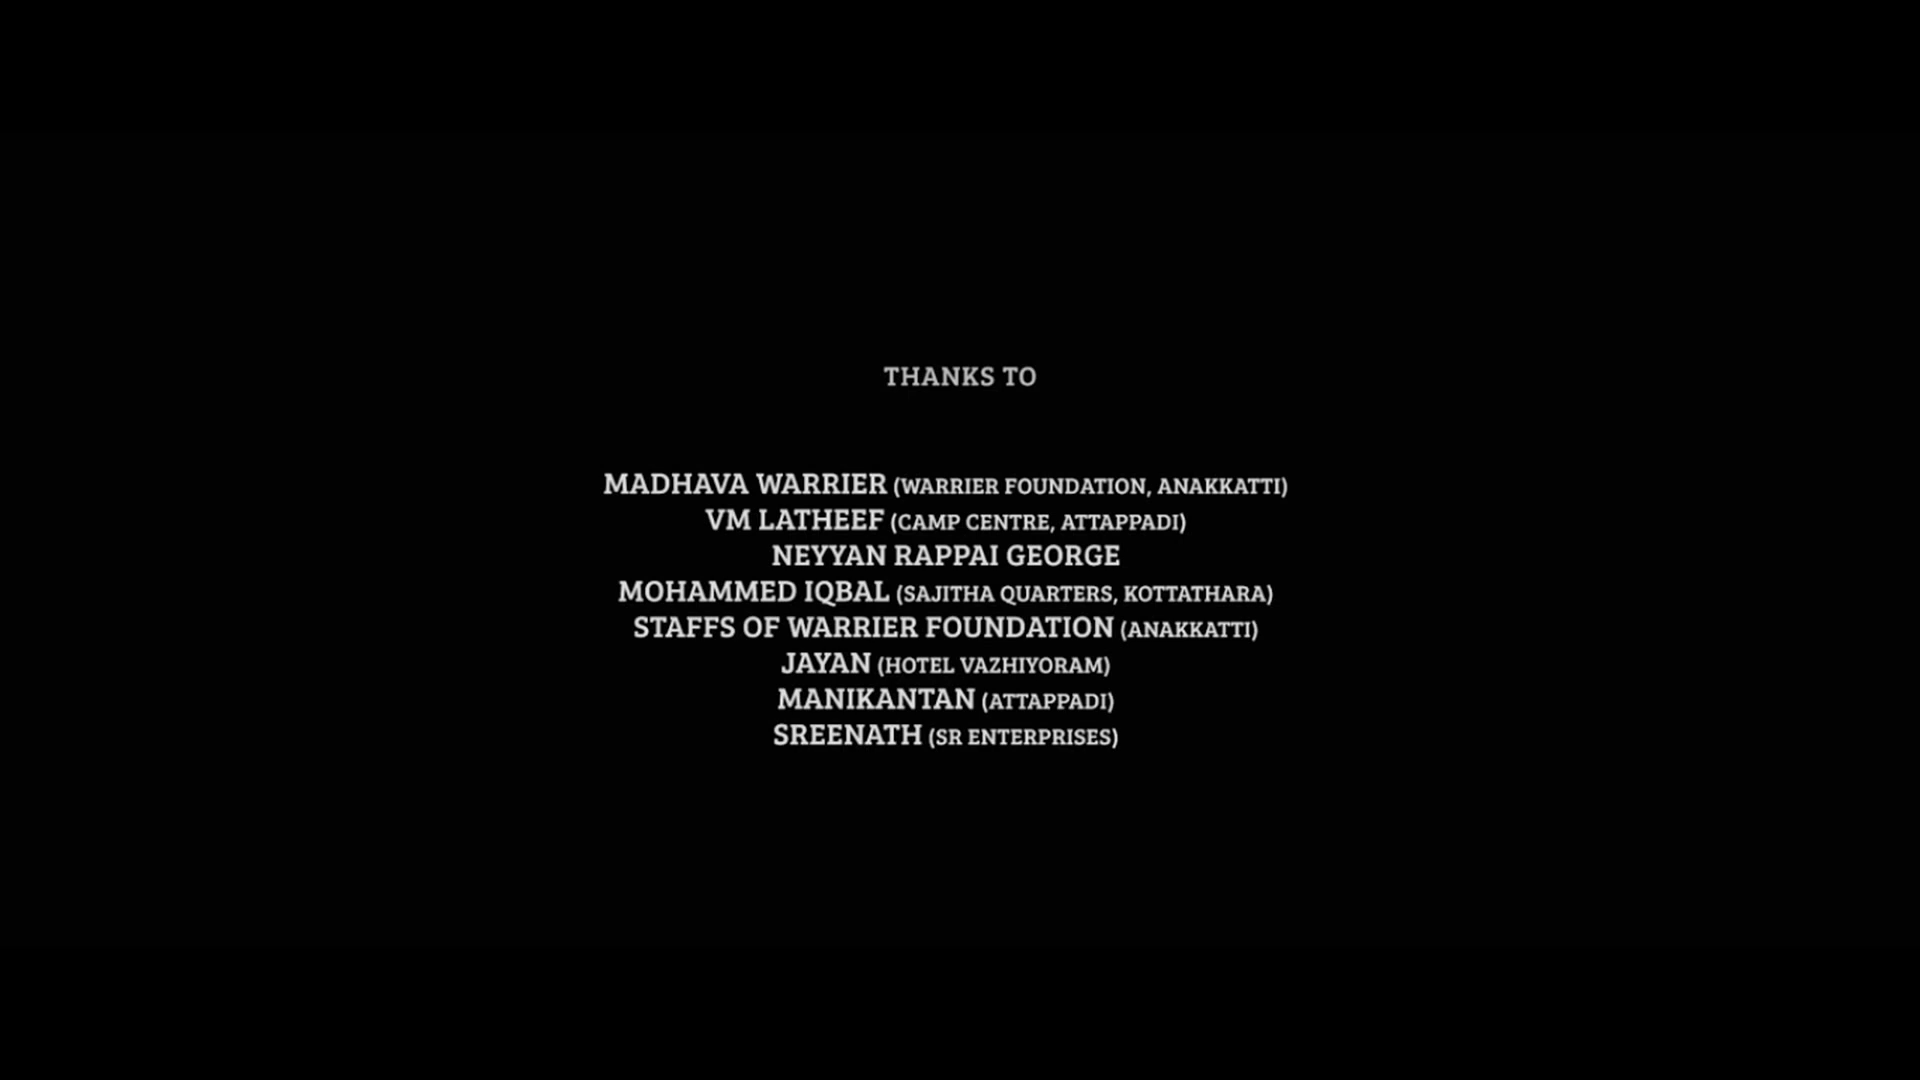 THANKS TO
MADHAVA WARRIER (WARRIER FOUNDATION, ANAKKATTI)
VM LATHEEF (CAMP CENTRE, ATTAPPADI)
NEYYAN RAPPAI GEORGE
MOHAMMED IQBAL (SAJITHA QUARTERS, KOTTATHARA)
STAFFS OF WARRIER FOUNDATION (ANAKKATTI)
JAYAN (HOTEL VAZHIYORAM)
MANIKANTAN (ATTAPPADI)
SREENATH (SR ENTERPRISES)